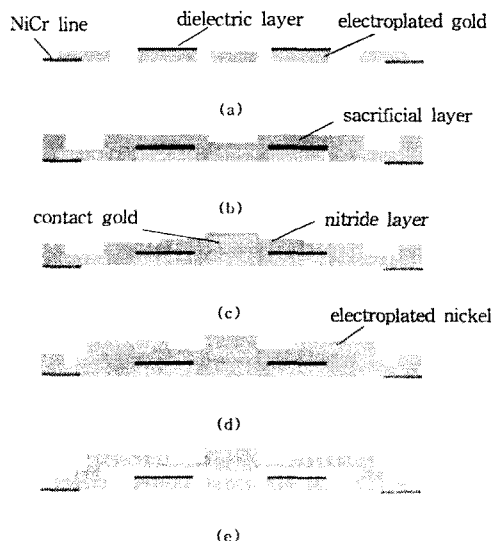 NiCr line
dielectric layer
electroplated gold
(a)
sacrificial layer
(b)
contact gold
nitride layer
(c)
electroplated nickel
(d)
(e)